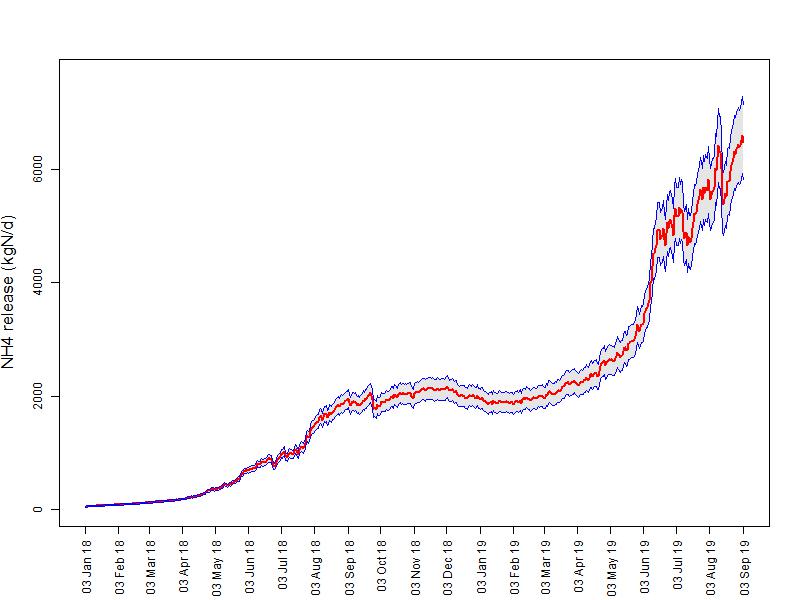 NH4 release (kgN/d)
6000
4000
2000
0
03 Jan 18
03 Feb 18
03 Mar 18
03 Apr 18
03 May 18
03 Jun 18
03 Jul 18
03 Aug 18
03 Sep 18
03 Oct 18
03 Nov 18
03 Dec 18
03 Jan 19
03 Feb 19
03 Mar 19
03 Apr 19
03 May 19
03 Jun 19
03 Jul 19
03 Aug 19
03 Sep 19